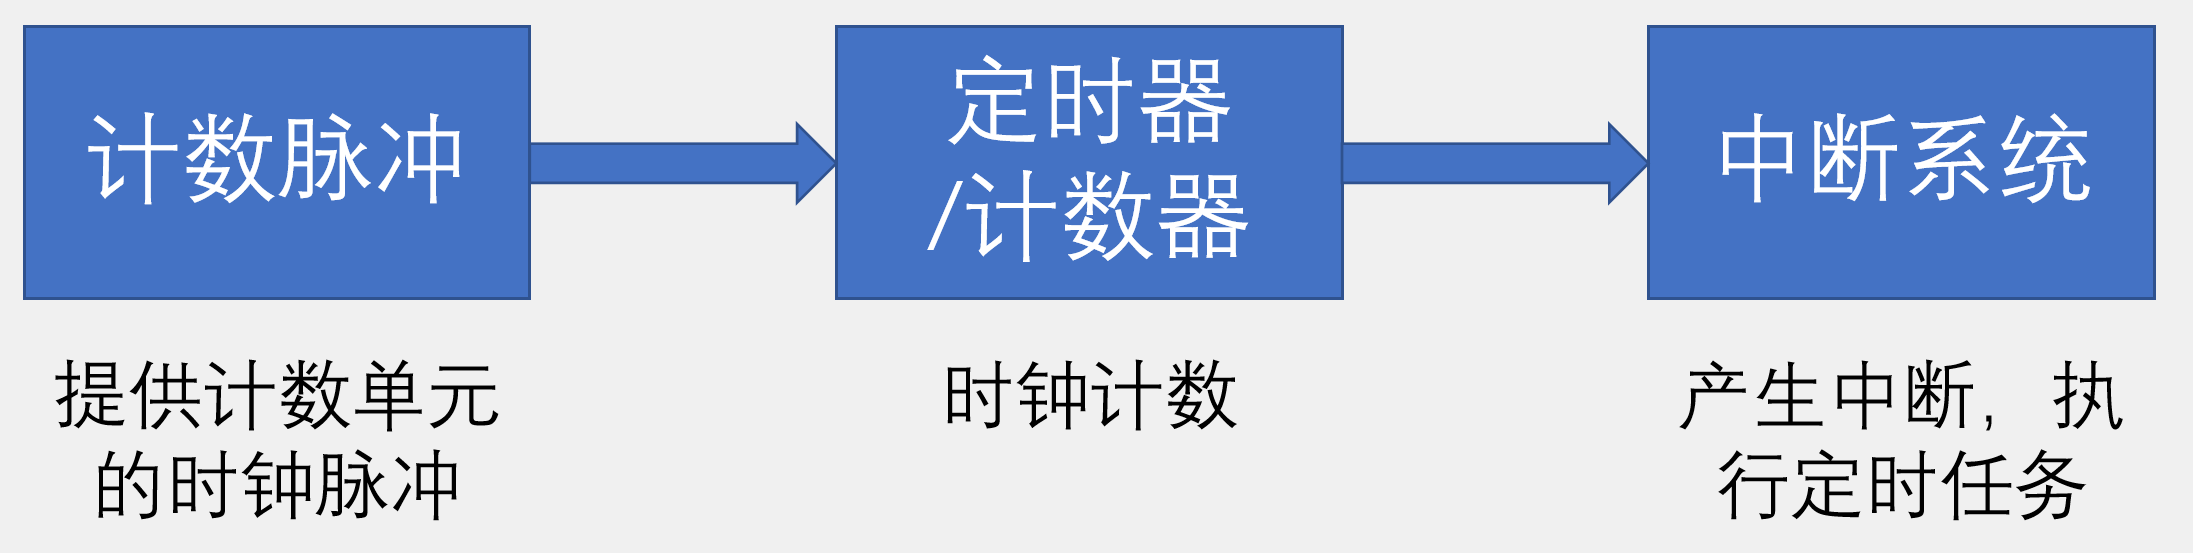 计数脉冲
定时器
/计数器
中断系统
提供计数单元
的时钟脉冲
时钟计数
产生中断，执
行定时任务